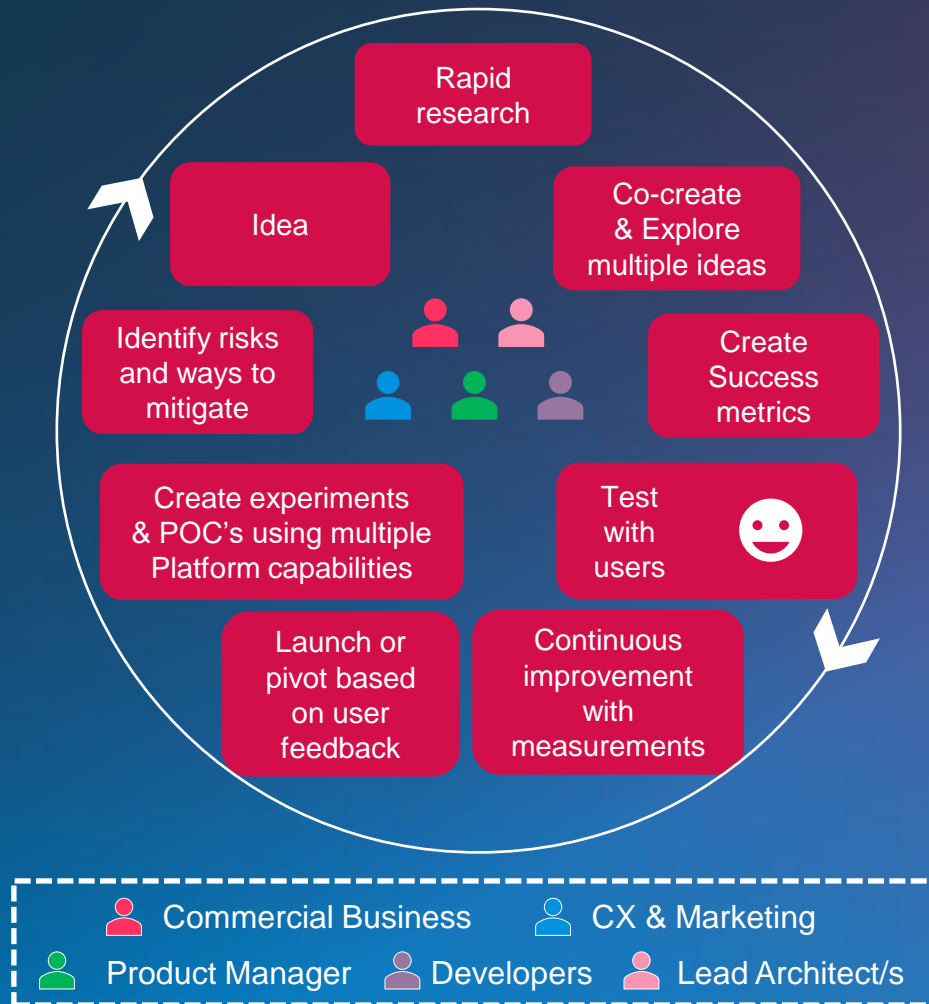 Rapid
research
Idea
Co-create
& Explore
multiple ideas
Identify risks
and ways to
mitigate
Create
Success
metrics
Create experiments
& POC's using multiple
Platform capabilities
Test
with
users
Launch or
pivot based
on user
feedback
Continuous
improvement
with
measurements
Commercial Business
CX & Marketing
Product Manager
Developers
Lead Architect/s